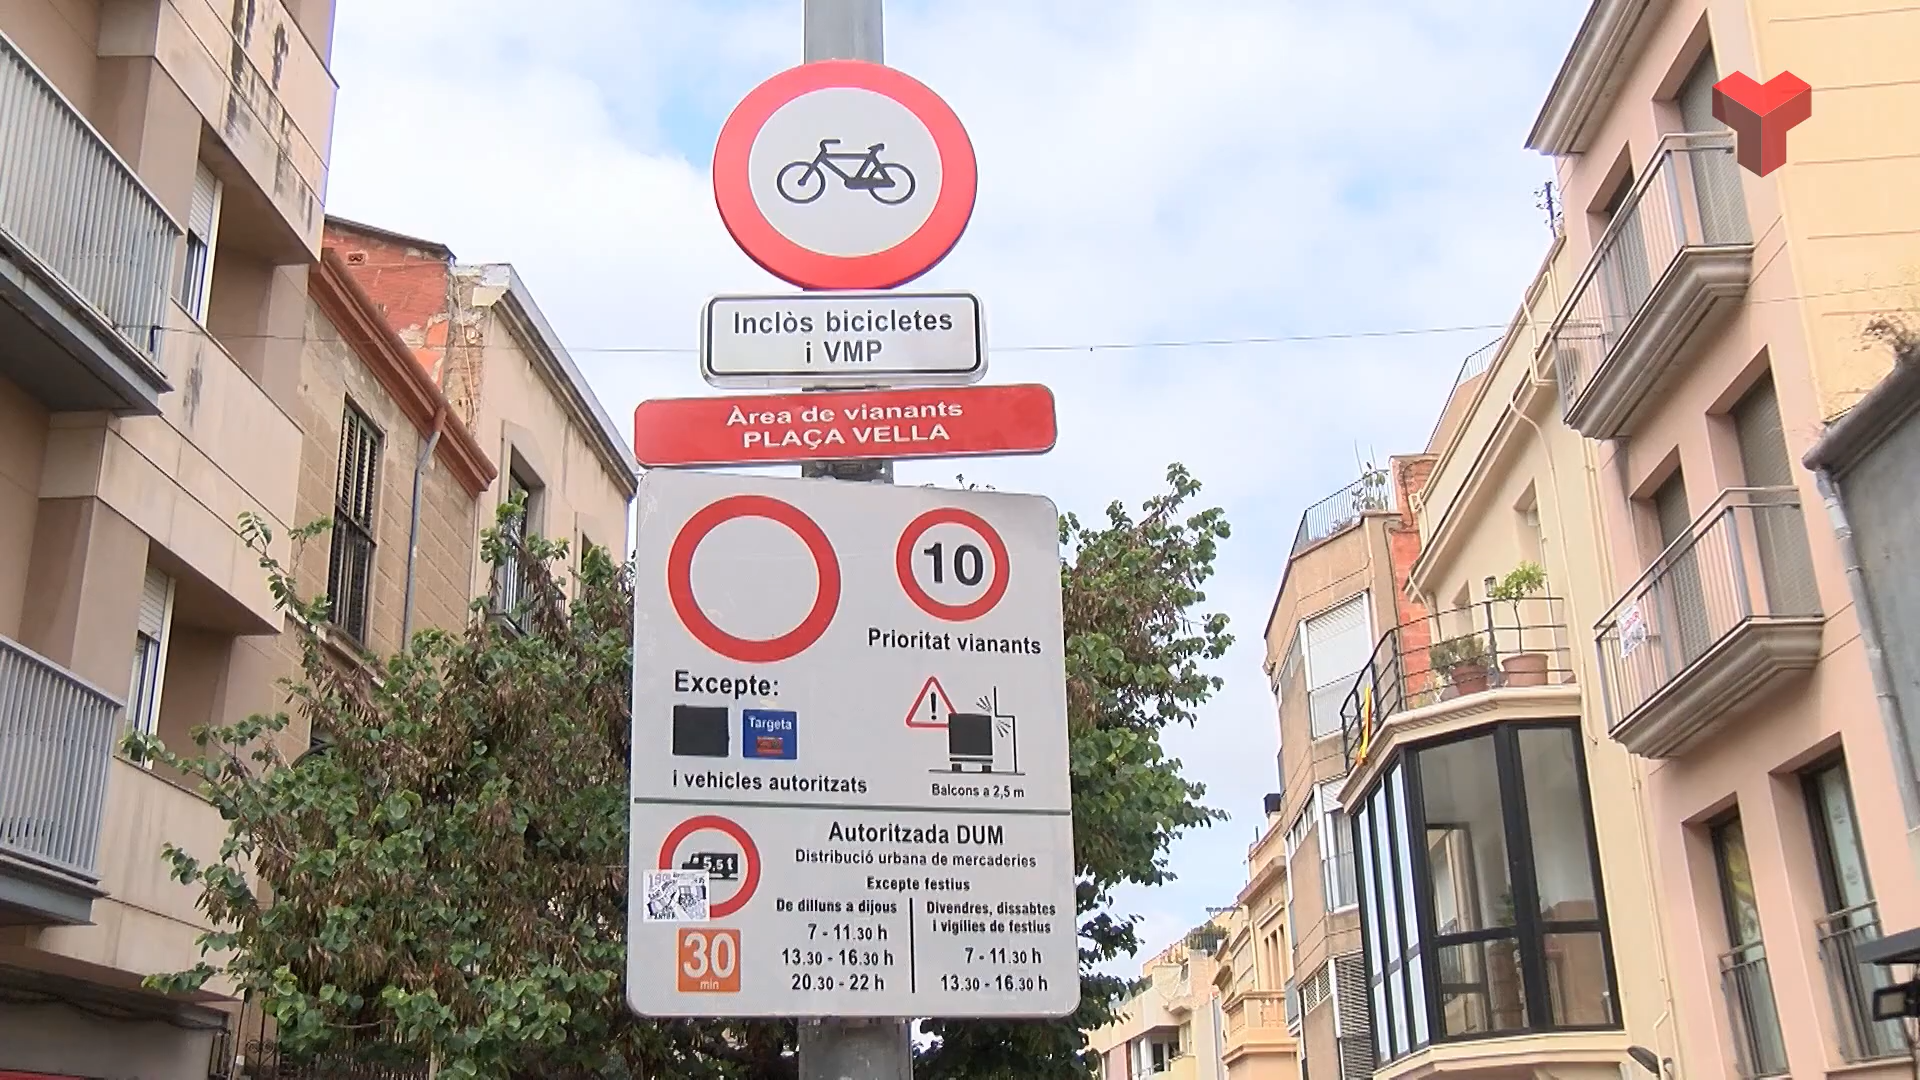 Inclòs bicicletes
i VMP
Àrea de vianants
PLAÇA VELLA
10
Prioritat vianants
Excepte:
Targeta
i vehicles autoritzats
Balcons a 2,5 m
5,5t
Autoritzada DUM
Distribució urbana de mercaderies
Excepte festius
De dilluns a dijous
7 - 11.30 h
13.30 - 16.30 h
20.30 - 22 h
Divendres, dissabtes
i vigílies de festius
7 - 11.30 h
13.30 - 16.30 h
30
min